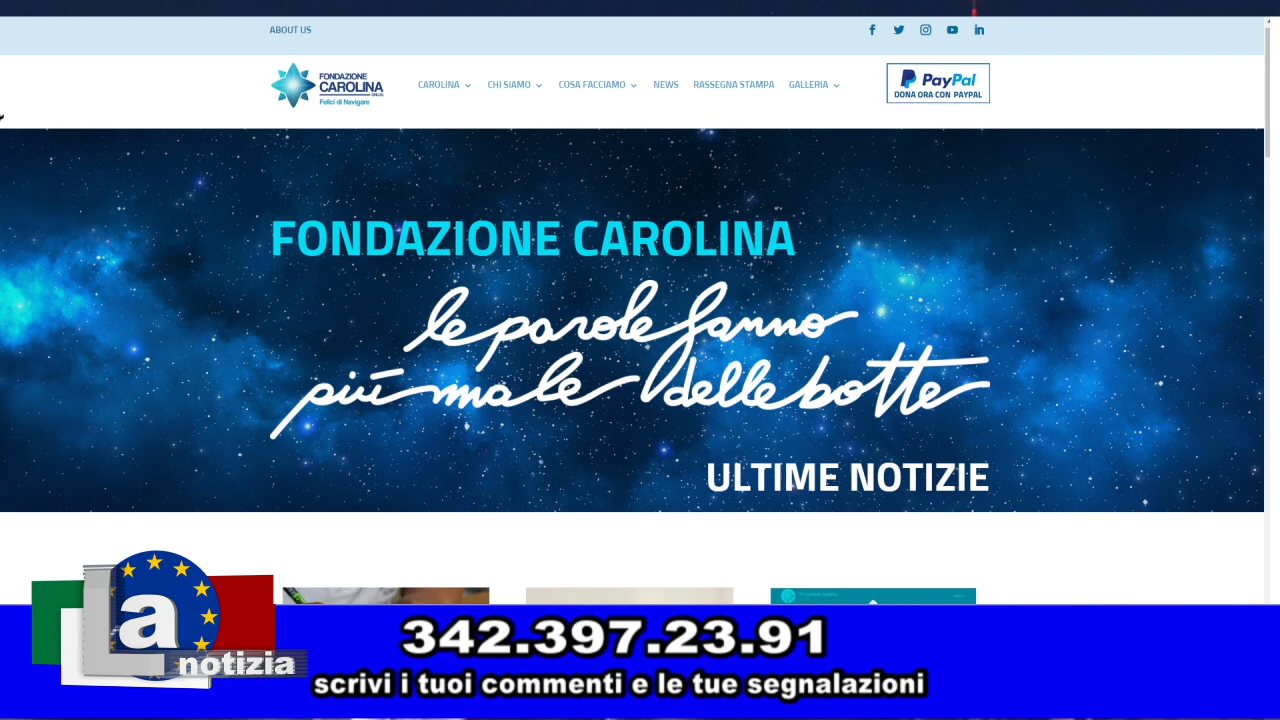 ABOUT US
FONDAZIONE
CAROLINA
ONLUS
Felici di Navigare
CAROLINA
CHI SIAMO
COSA FACCIAMO
NEWS
RASSEGNA STAMPA
GALLERIA
PayPal
DONA ORA CON PAYPAL
FONDAZIONE CAROLINA
le parole fanno
più male delle botte
ULTIME NOTIZIE
La
notizia
342.397.23.91
scrivi i tuoi commenti e le tue segnalazioni